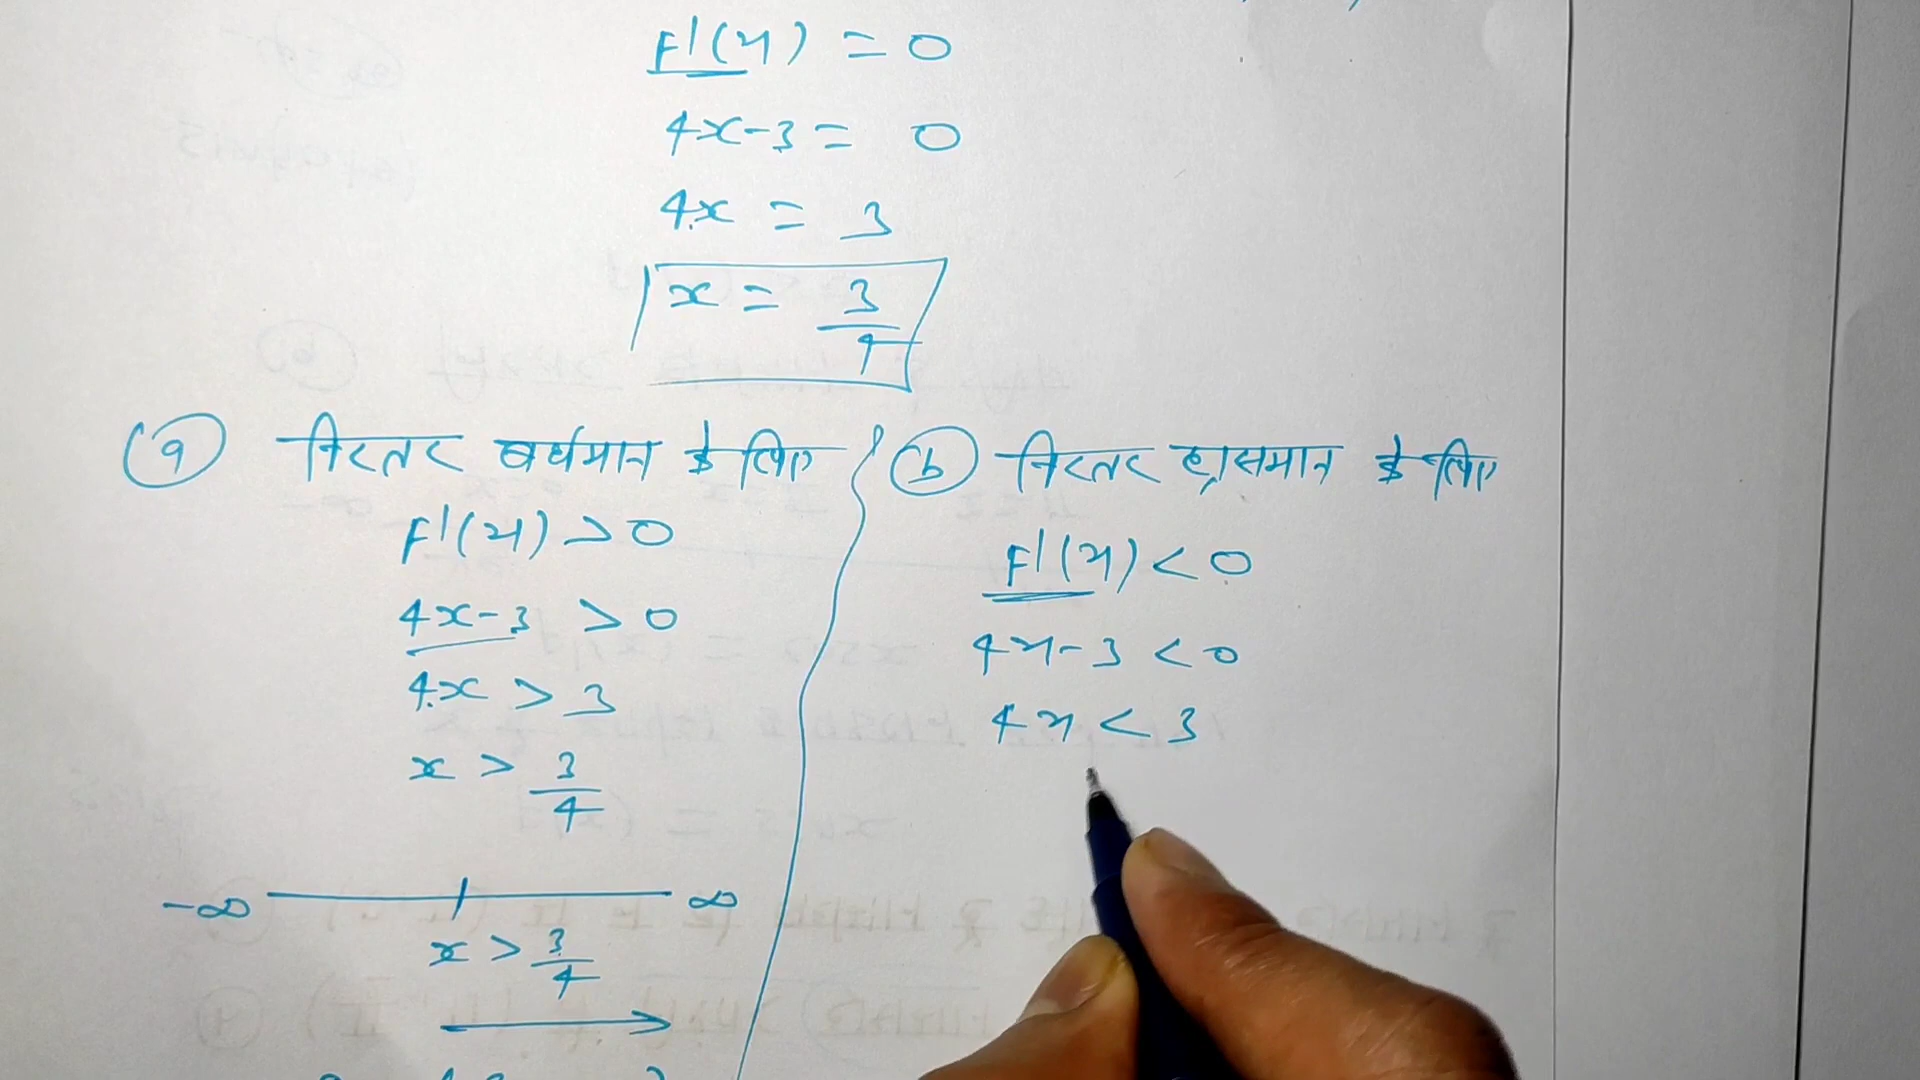 F'(x) = 0
4x-3 = 0
4x = 3
x = 3/4
(a) निरंतर वर्धमान के लिए
F'(x) > 0
4x-3 > 0
4x > 3
x > 3/4
-∞ ∞
x > 3/4
(b) निरंतर ह्रासमान के लिए
F'(x) < 0
4x-3 < 0
4x < 3